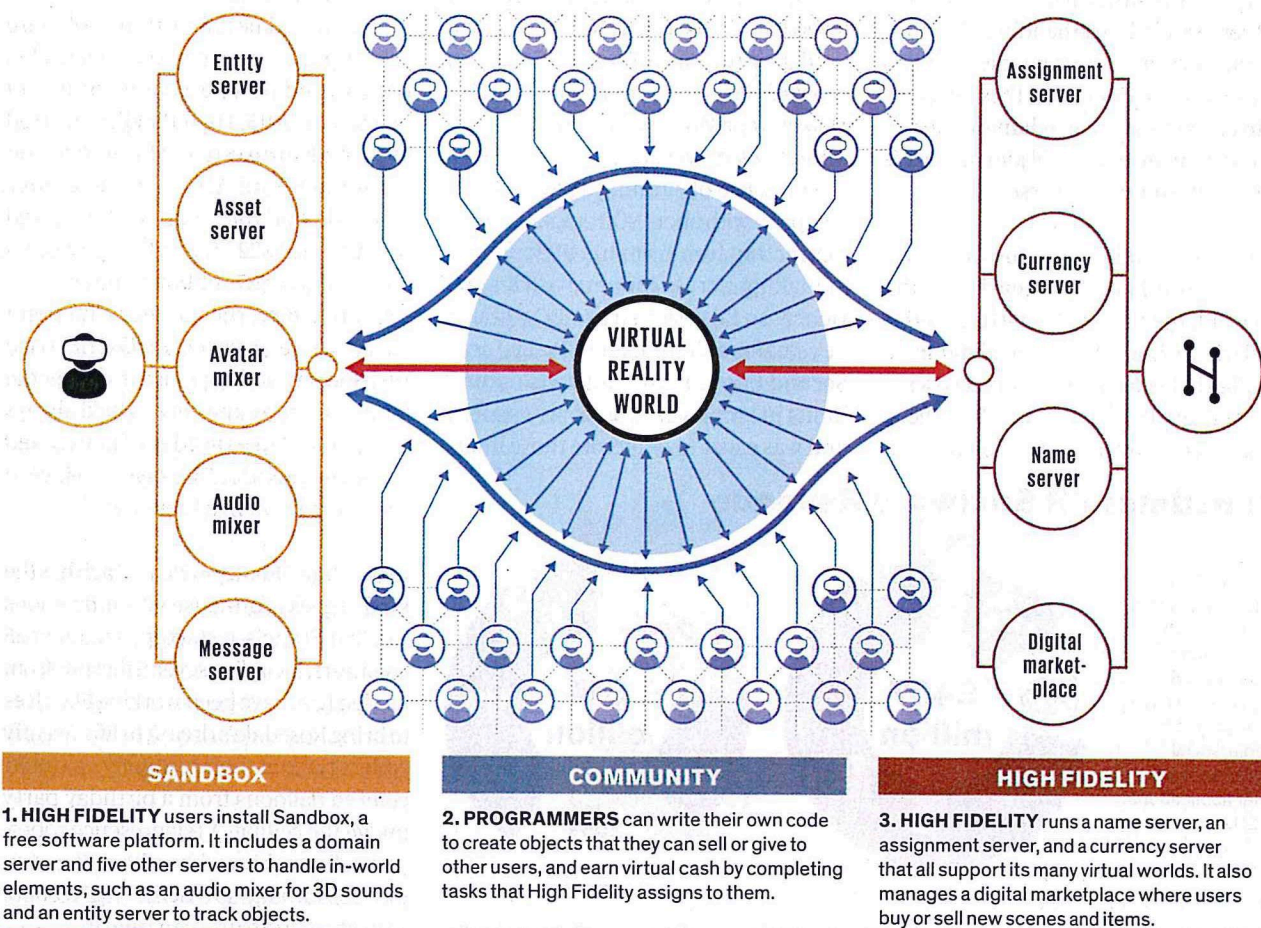 Entity
server
Asset
server
Avatar
mixer
Audio
mixer
Message
server
VIRTUAL
REALITY
WORLD
Assignment
server
Currency
server
Name
server
Digital
market-
place
SANDBOX
1. HIGH FIDELITY users install Sandbox, a
free software platform. It includes a domain
server and five other servers to handle in-world
elements, such as an audio mixer for 3D sounds
and an entity server to track objects.
COMMUNITY
2. PROGRAMMERS can write their own code
to create objects that they can sell or give to
other users, and earn virtual cash by completing
tasks that High Fidelity assigns to them.
HIGH FIDELITY
3. HIGH FIDELITY runs a name server, an
assignment server, and a currency server
that all support its many virtual worlds. It also
manages a digital marketplace where users
buy or sell new scenes and items.